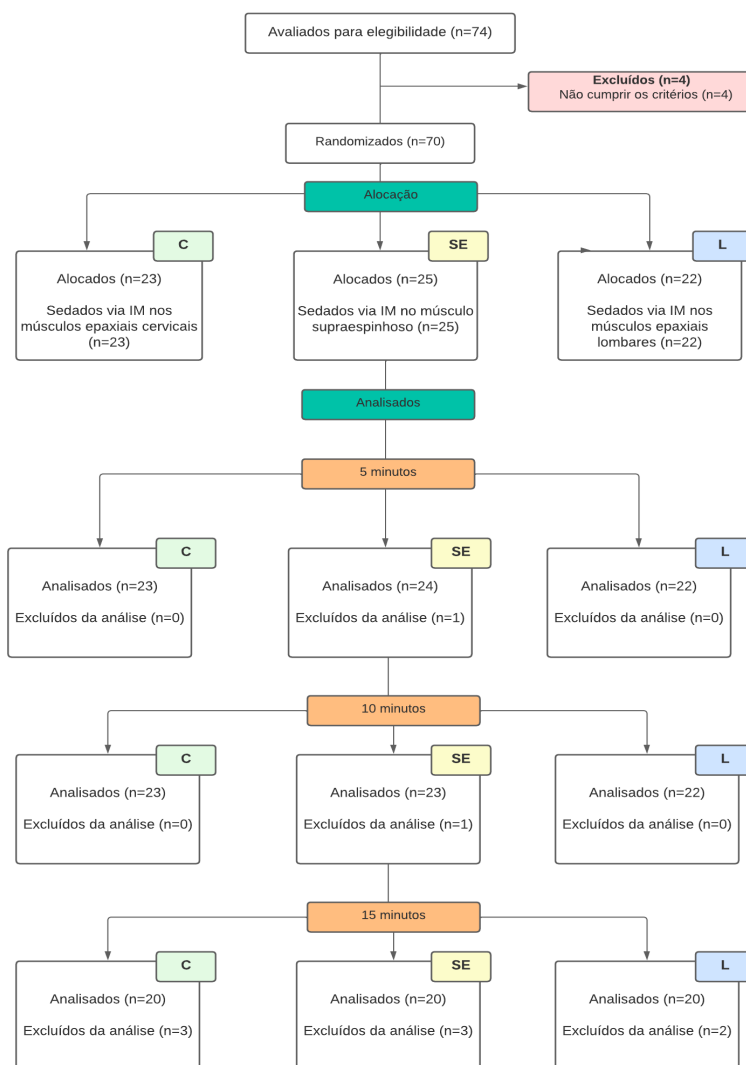 Avaliados para elegibilidade (n=74)
Excluídos (n=4)
Não cumprir os critérios (n=4)
Randomizados (n=70)
Alocação
C
Alocados (n=23)
Sedados via IM nos
músculos epaxiais cervicais
(n=23)
SE
Alocados (n=25)
Sedados via IM no músculo
supraespinhoso (n=25)
L
Alocados (n=22)
Sedados via IM nos
músculos epaxiais
lombares (n=22)
Analisados
5 minutos
C
Analisados (n=23)
Excluídos da análise (n=0)
SE
Analisados (n=24)
Excluídos da análise (n=1)
L
Analisados (n=22)
Excluídos da análise (n=0)
10 minutos
C
Analisados (n=23)
Excluídos da análise (n=0)
SE
Analisados (n=23)
Excluídos da análise (n=1)
L
Analisados (n=22)
Excluídos da análise (n=0)
15 minutos
C
Analisados (n=20)
Excluídos da análise (n=3)
SE
Analisados (n=20)
Excluídos da análise (n=3)
L
Analisados (n=20)
Excluídos da análise (n=2)